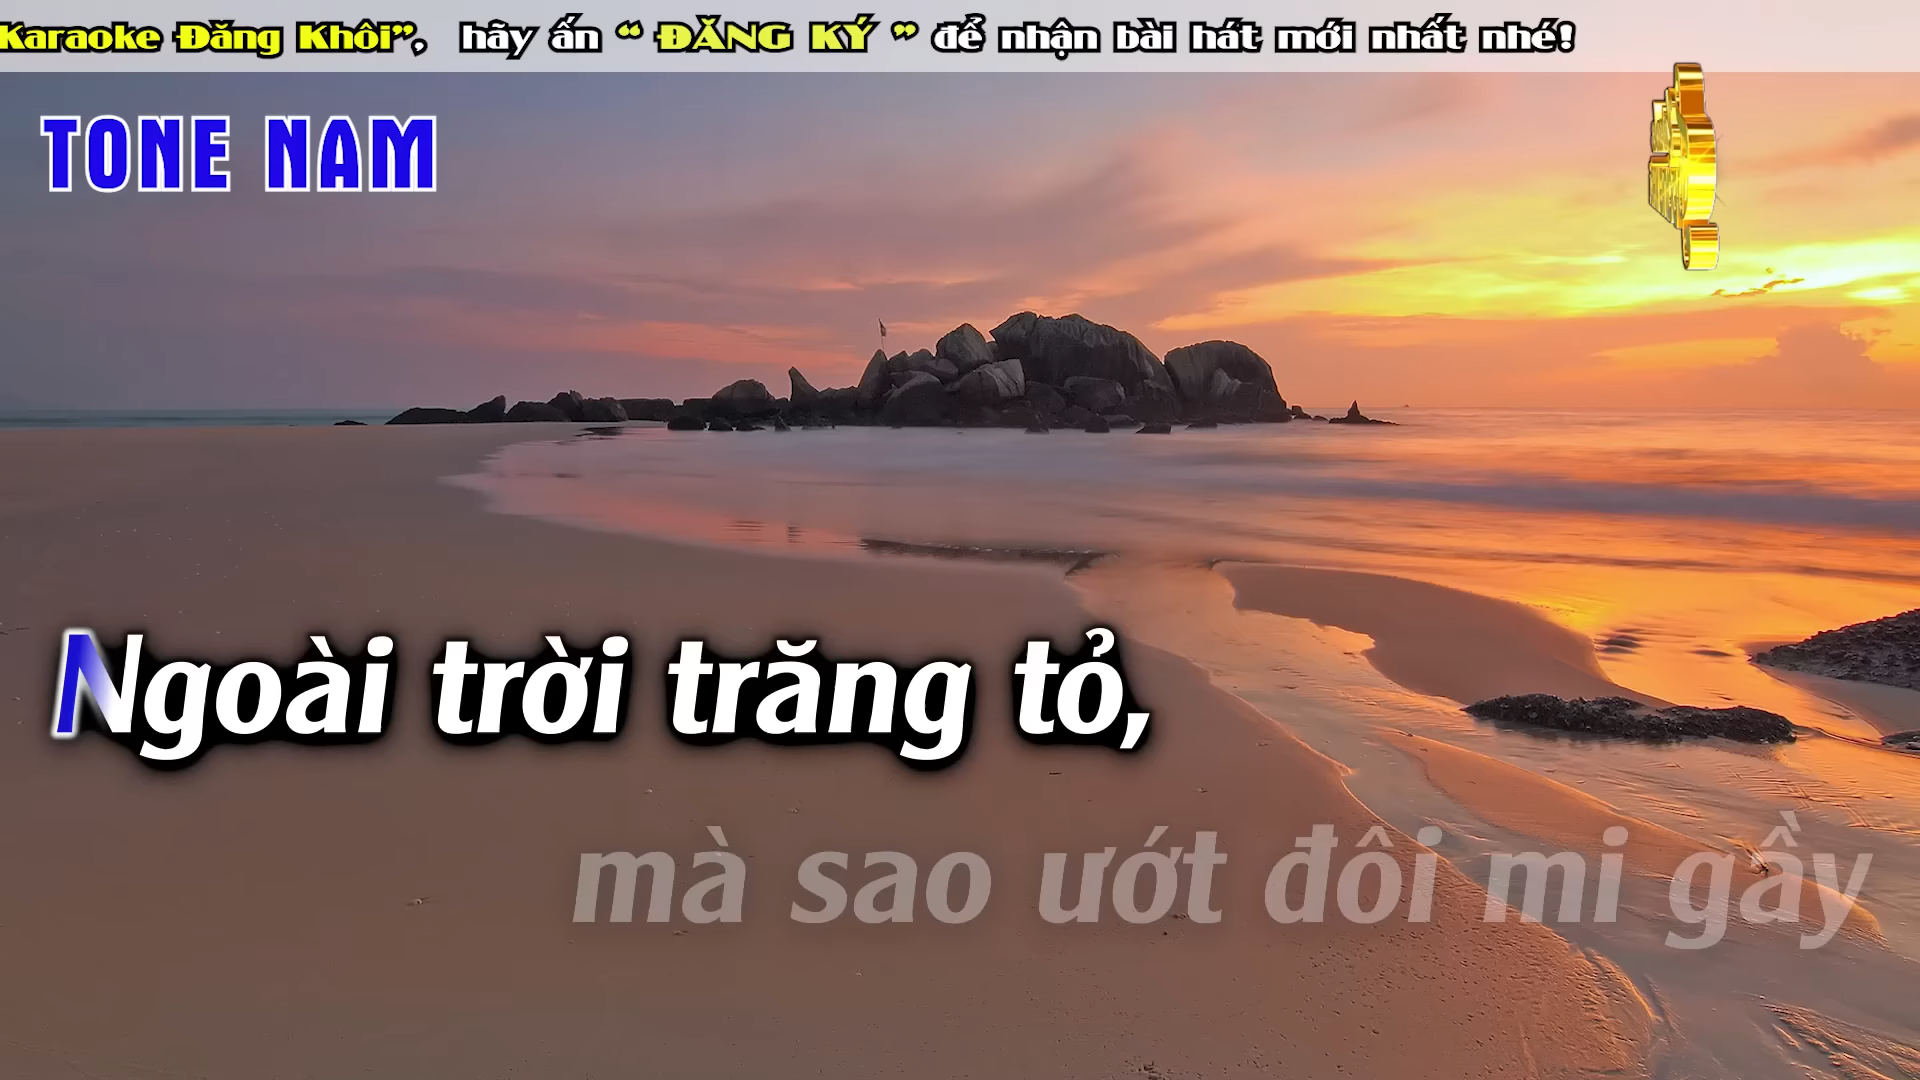 Karaoke Đăng Khôi”, hãy ấn “ ĐĂNG KÝ ” để nhận bài hát mới nhất nhé!
TONE NAM
Ngoài trời trăng tỏ,
mà sao ướt đôi mi gầy